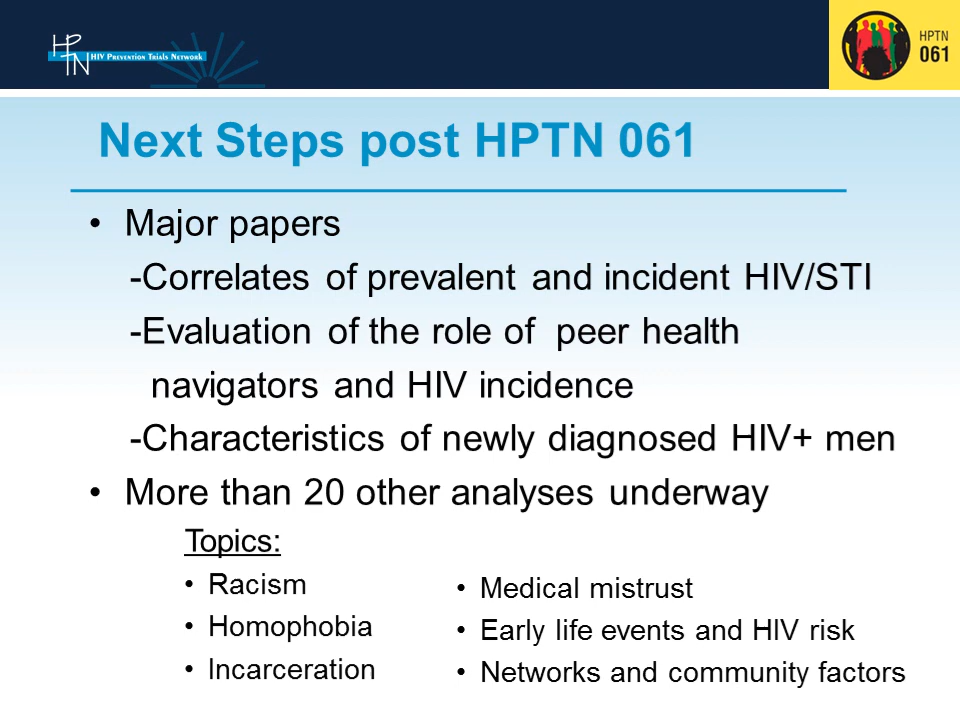 HPTN
HIV Prevention Trials Network
HPTN
061
Next Steps post HPTN 061
• Major papers
-Correlates of prevalent and incident HIV/STI
-Evaluation of the role of  peer health
navigators and HIV incidence
-Characteristics of newly diagnosed HIV+ men
• More than 20 other analyses underway
Topics:
• Racism
• Homophobia
• Incarceration
• Medical mistrust
• Early life events and HIV risk
• Networks and community factors